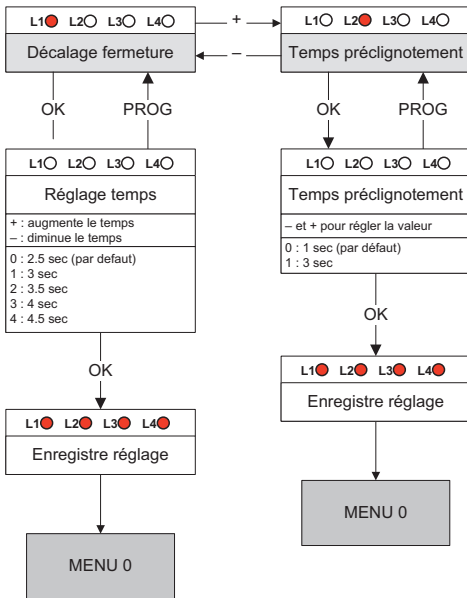 L1 L2 L3 L4
Décalage fermeture
+
–
L1 L2 L3 L4
Temps préclignotement
OK
PROG
OK
PROG
L1 L2 L3 L4
Réglage temps
+ : augmente le temps
– : diminue le temps
0 : 2.5 sec (par defaut)
1 : 3 sec
2 : 3.5 sec
3 : 4 sec
4 : 4.5 sec
OK
L1 L2 L3 L4
Enregistre réglage
MENU 0
L1 L2 L3 L4
Temps préclignotement
– et + pour régler la valeur
0 : 1 sec (par défaut)
1 : 3 sec
OK
L1 L2 L3 L4
Enregistre réglage
MENU 0